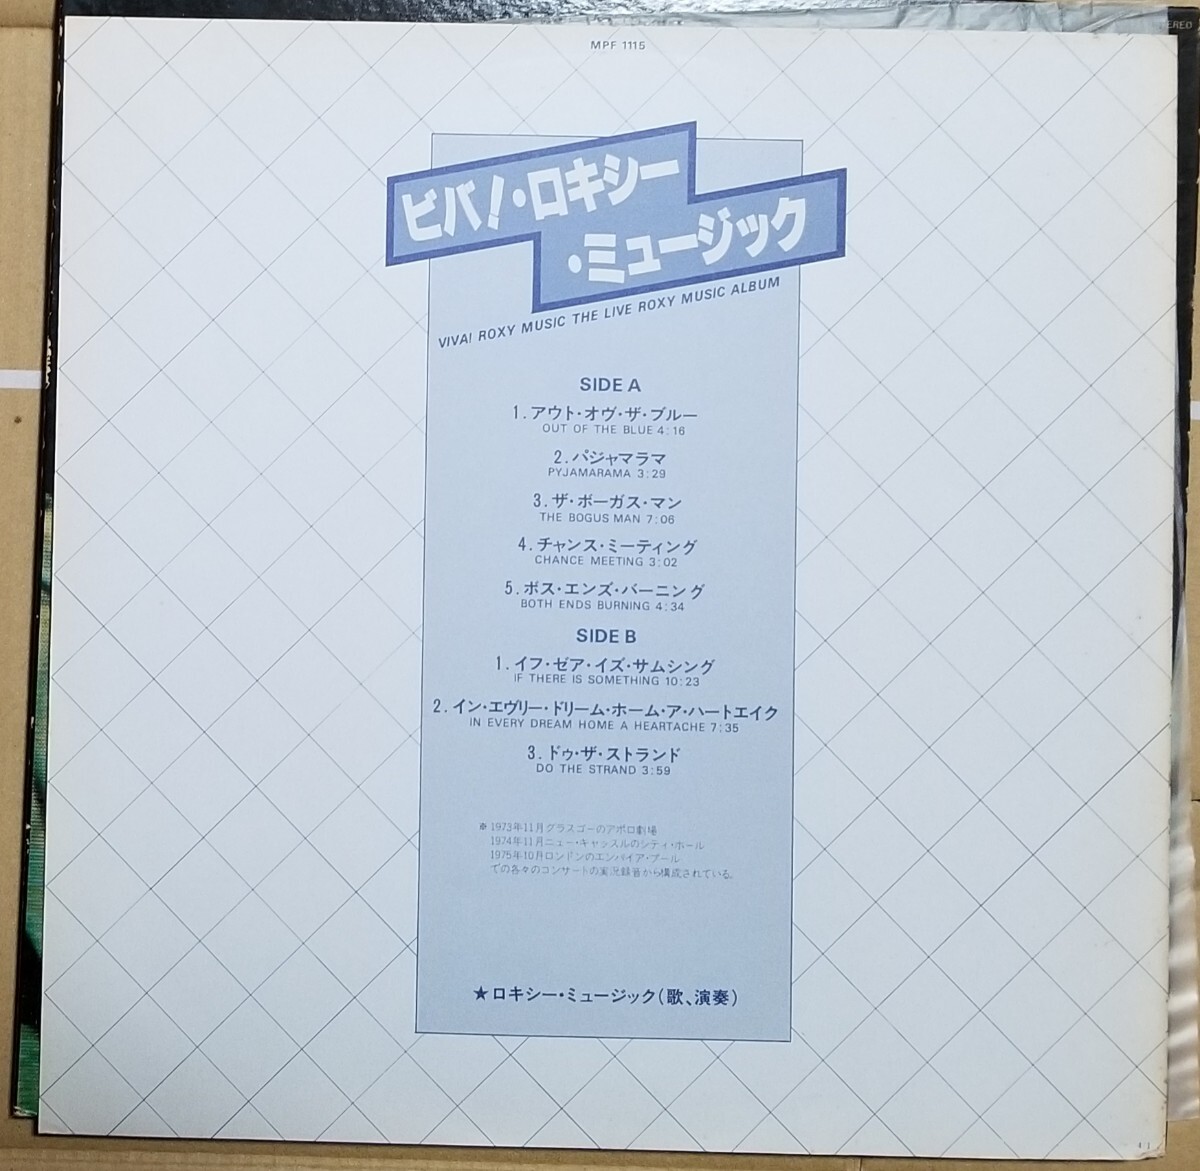 EREO
MPF 1115
ビバ!・ロキシー
・ミュージック
VIVA! ROXY MUSIC THE LIVE ROXY MUSIC ALBUM
SIDE A
1.アウト・オヴ・ザ・ブルー
OUT OF THE BLUE 4:16
2.パジャマラマ
PYJAMARAMA 3:29
3.ザ・ボーガス・マン
THE BOGUS MAN 7:06
4.チャンス・ミーティング
CHANCE MEETING 3:02
5.ボス・エンズ・バーニング
BOTH ENDS BURNING 4:34
SIDE B
1.イフ・ゼア・イズ・サムシング
IF THERE IS SOMETHING 10:23
2.イン・エヴリー・ドリーム・ホーム・ア・ハートエイク
IN EVERY DREAM HOME A HEARTACHE 7:35
3.ドゥ・ザ・ストランド
DO THE STRAND 3:59
※1973年11月グラスゴーのアポロ劇場
1974年11月ニュー・キャッスルのシティ・ホール
1975年10月ロンドンのエンパイア・プール
での各々のコンサートの実況録音から構成されている。
★ロキシー・ミュージック(歌、演奏)